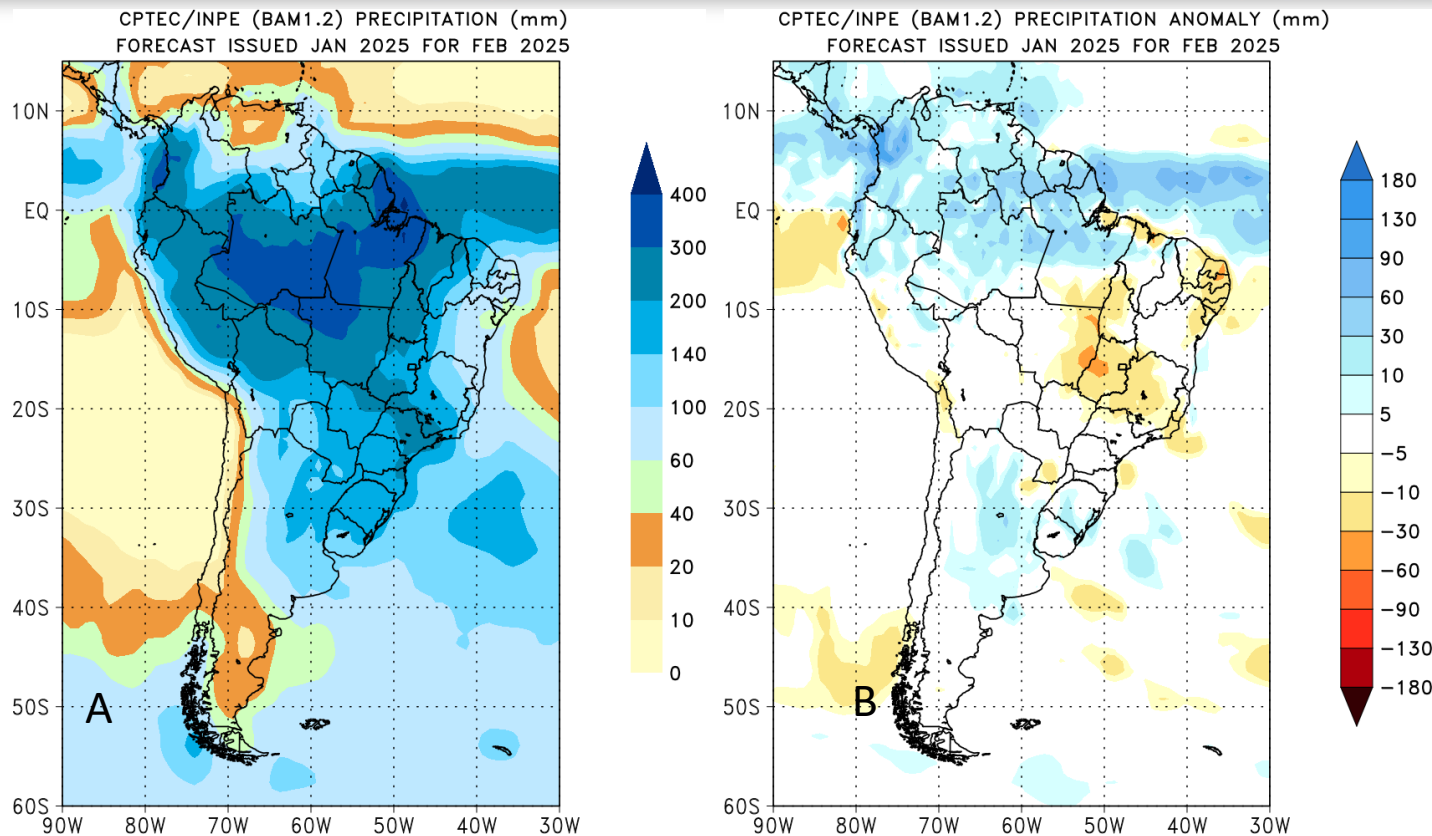 CPTEC/INPE (BAM1.2) PRECIPITATION (mm)
FORECAST ISSUED JAN 2025 FOR FEB 2025
10N
EQ
10S
20S
30S
40S
50S
60S
90W 80W 70W 60W 50W 40W 30W
A
400
300
200
140
100
60
40
20
10
0
CPTEC/INPE (BAM1.2) PRECIPITATION ANOMALY (mm)
FORECAST ISSUED JAN 2025 FOR FEB 2025
10N
EQ
10S
20S
30S
40S
50S
60S
90W 80W 70W 60W 50W 40W 30W
B
180
130
90
60
30
10
5
−5
−10
−30
−60
−90
−130
−180